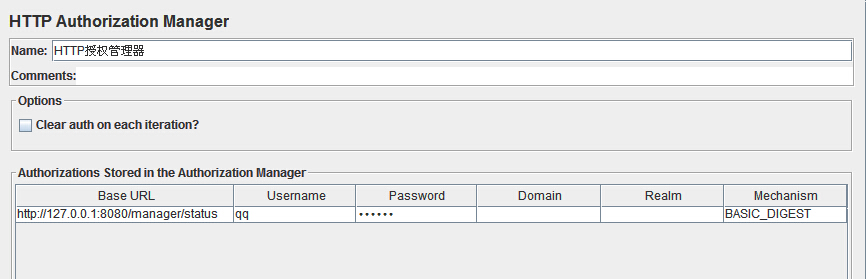 HTTP Authorization Manager
Name: HTTP授权管理器
Comments:
Options
Clear auth on each iteration?
Authorizations Stored in the Authorization Manager
Base URL Username Password Domain Realm Mechanism
http://127.0.0.1:8080/manager/status qq •••••• BASIC_DIGEST